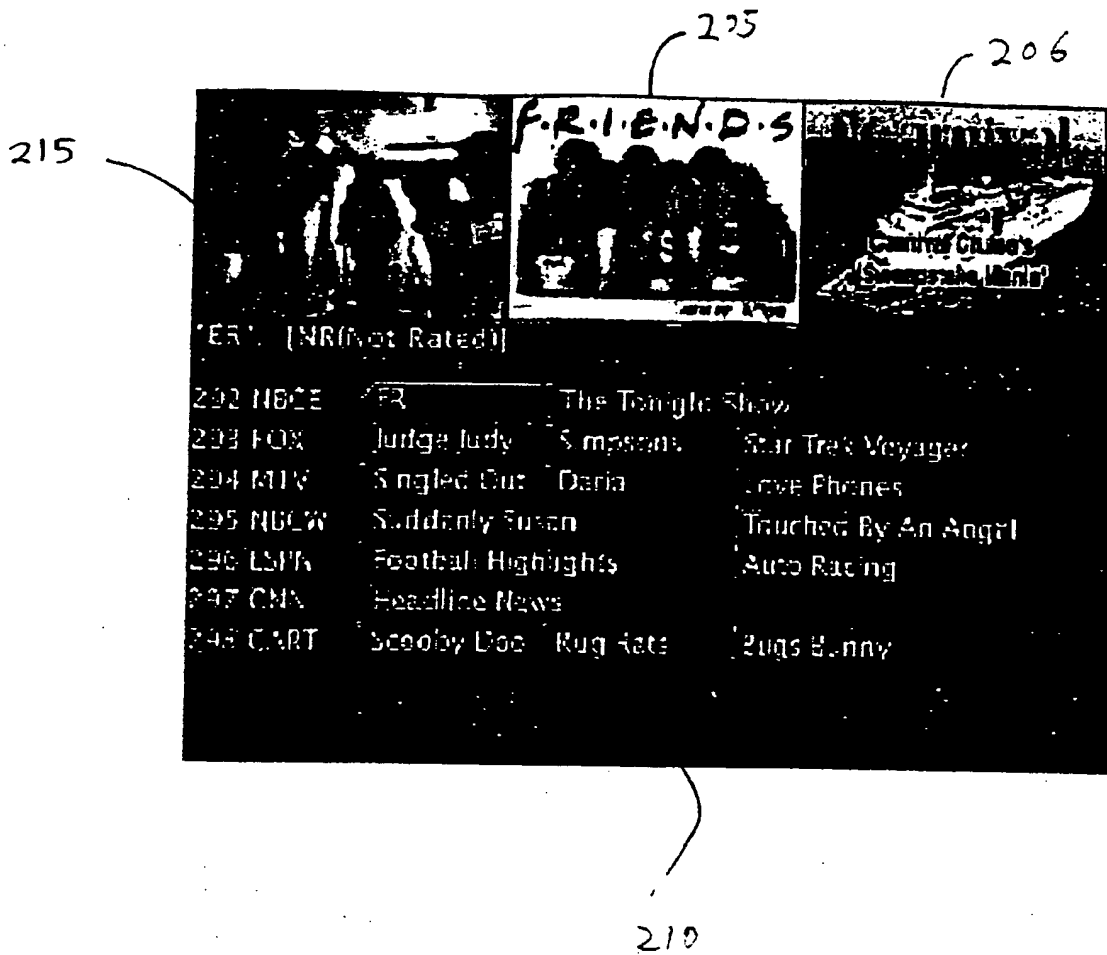 205
206
215
F.R.I.E.N.D.S
Carnival Cruise's
"ER". [NR(Not Rated)]
292 NBCE ER The Tonight Show
293 FOX Judge Judy Simpsons Star Trek Voyager
294 MTV Singled Out Daria Love Phones
295 NBCW Suddenly Susan Touched By An Angel
296 ESPN Football Highlights Auto Racing
297 CNN Headline News
298 CART Scooby Doo Rug Rats Bugs Bunny
210